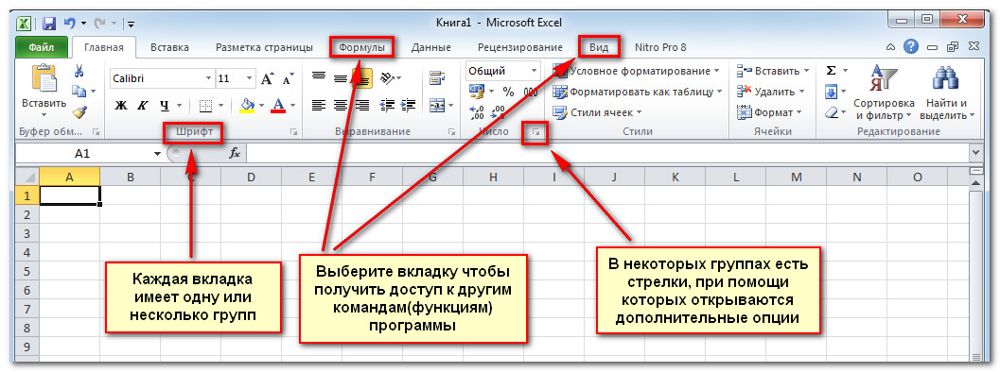 Книга1 - Microsoft Excel
Файл Главная Вставка Разметка страницы Формулы Данные Рецензирование Вид Nitro Pro 8
Вставить
Calibri 11
Ж К Ч
А А
А
Общий
% 000
,0 ,00
,00 ,0
Условное форматирование
Форматировать как таблицу
Стили ячеек
Вставить
Удалить
Формат
Σ
Сортировка
и фильтр
Найти и
выделить
Буфер обм... Шрифт Выравнивание Число Стили Ячейки Редактирование
A1 fx
A B C D E F G H I J K L M N O
1
2
3
4
5
6
7
8
9
Каждая вкладка
имеет одну или
несколько групп
Выберите вкладку чтобы
получить доступ к другим
командам(функциям)
программы
В некоторых группах есть
стрелки, при помощи
которых открываются
дополнительные опции